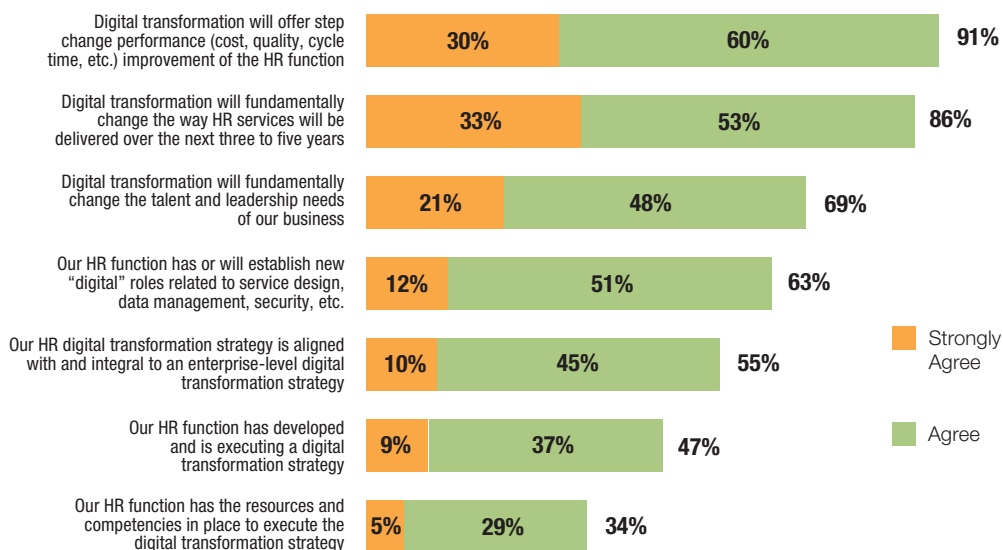 Digital transformation will offer step
change performance (cost, quality, cycle
time, etc.) improvement of the HR function
30%
60%
91%
Digital transformation will fundamentally
change the way HR services will be
delivered over the next three to five years
33%
53%
86%
Digital transformation will fundamentally
change the talent and leadership needs
of our business
21%
48%
69%
Our HR function has or will establish new
“digital” roles related to service design,
data management, security, etc.
12%
51%
63%
Our HR digital transformation strategy is aligned
with and integral to an enterprise-level digital
transformation strategy
10%
45%
55%
Our HR function has developed
and is executing a digital
transformation strategy
9%
37%
47%
Our HR function has the resources and
competencies in place to execute the
digital transformation strategy
5%
29%
34%
Strongly
Agree
Agree